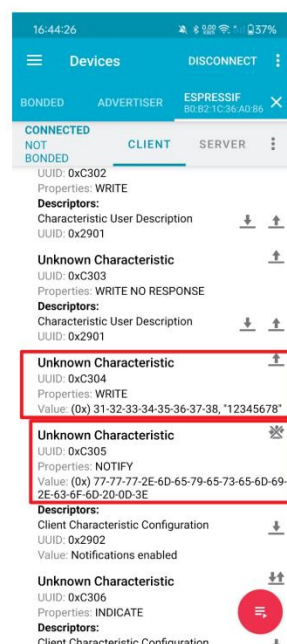 16:44:26
37%
Devices
DISCONNECT
BONDED
ADVERTISER
ESPRESSIF
B0:B2:1C:36:A0:86
CONNECTED
NOT
BONDED
CLIENT
SERVER
UUID: 0xC302
Properties: WRITE
Descriptors:
Characteristic User Description
UUID: 0x2901
Unknown Characteristic
UUID: 0xC303
Properties: WRITE NO RESPONSE
Descriptors:
Characteristic User Description
UUID: 0x2901
Unknown Characteristic
UUID: 0xC304
Properties: WRITE
Value: (0x) 31-32-33-34-35-36-37-38, "12345678"
Unknown Characteristic
UUID: 0xC305
Properties: NOTIFY
Value: (0x) 77-77-77-2E-6D-65-79-65-73-65-6D-69-
2E-63-6F-6D-20-0D-3E
Descriptors:
Client Characteristic Configuration
UUID: 0x2902
Value: Notifications enabled
Unknown Characteristic
UUID: 0xC306
Properties: INDICATE
Descriptors:
Client Characteristic Configuration